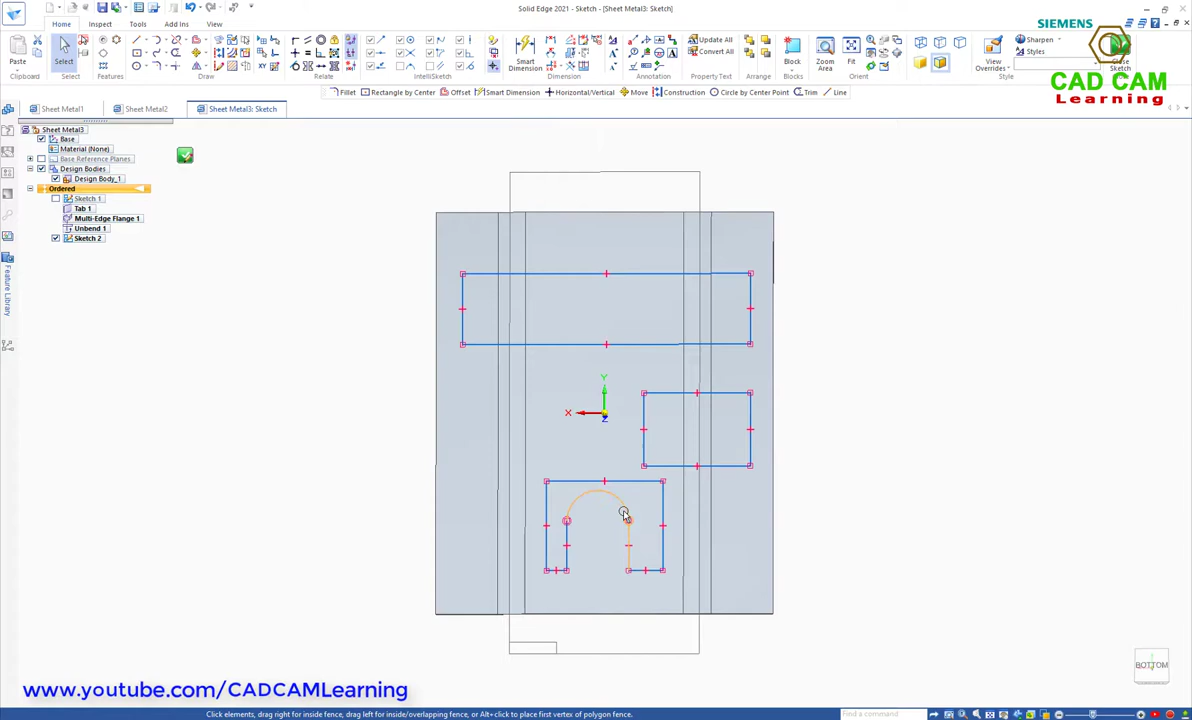 Solid Edge 2021 - [Sheet Metal3: Sketch]
Home Inspect Tools Add Ins View
SIEMENS
Paste
Select
Clipboard Select Features Draw Relate IntelliSketch Dimension Annotation Property Text Arrange Blocks Orient Style
Smart Dimension
Update All
Convert All
Block
Zoom Area
Fit
View Overrides
Sharpen
Styles
Close Sketch
CAD CAM
Learning
Fillet Rectangle by Center Offset Smart Dimension Horizontal/Vertical Move Construction Circle by Center Point Trim Line
Sheet Metal1 Sheet Metal2 Sheet Metal3: Sketch
Sheet Metal3
Base
Material (None)
Base Reference Planes
Design Bodies
Design Body_1
Ordered
Sketch 1
Tab 1
Multi-Edge Flange 1
Unbend 1
Sketch 2
Feature Library
Y
X
Z
BOTTOM
www.youtube.com/CADCAMLearning
Click elements, drag right for inside fence, drag left for inside/overlapping fence, or Alt+click to place first vertex of polygon fence.
Find a command